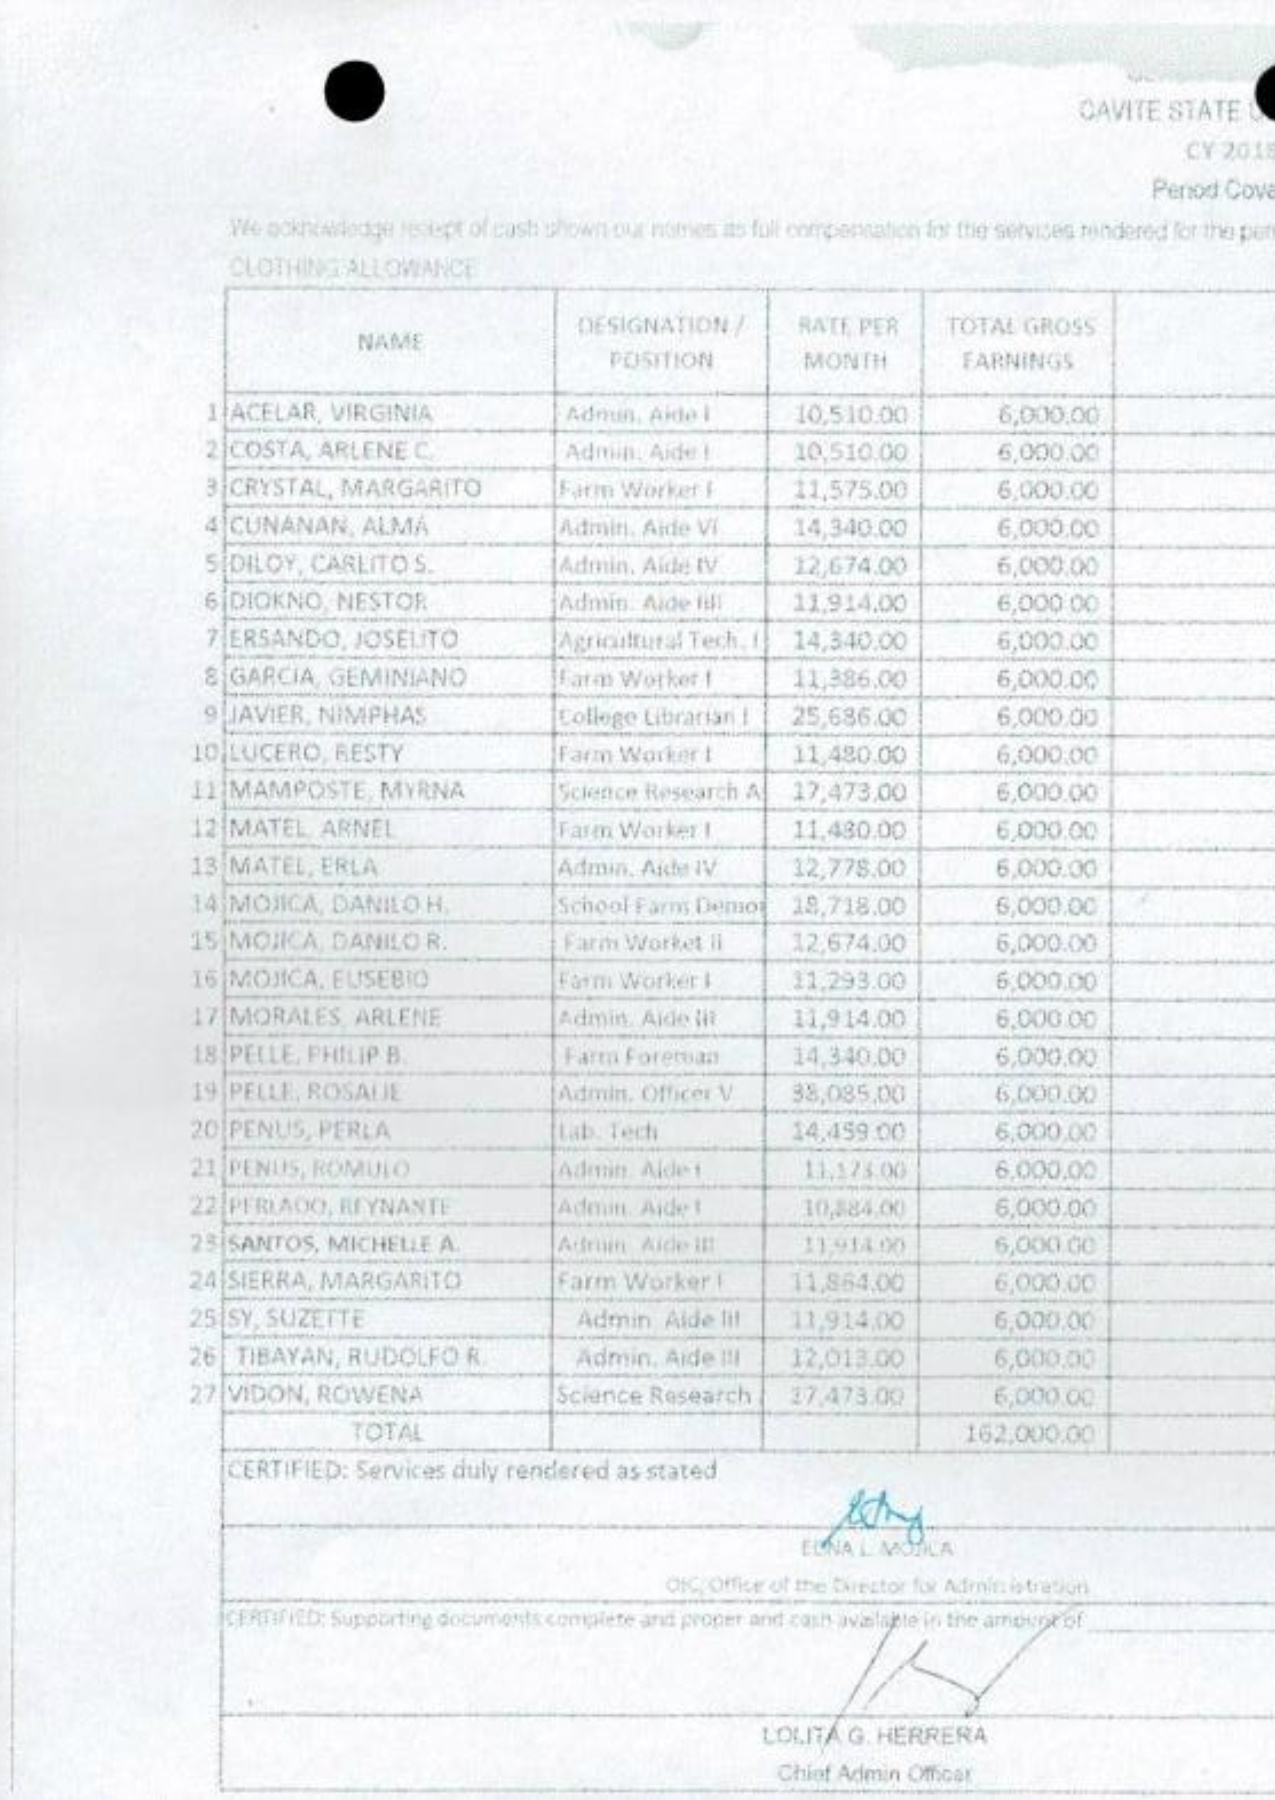 CAVITE STATE
CY 2018
Period Cove
We acknowledge receipt of cash shown our names as full compensation for the services rendered for the per
CLOTHING ALLOWANCE
NAME DESIGNATION / POSITION RATE PER MONTH TOTAL GROSS EARNINGS
1 ACELAR, VIRGINIA Admin. Aide I 10,510.00 6,000.00
2 COSTA, ARLENE C. Admin. Aide I 10,510.00 6,000.00
3 CRYSTAL, MARGARITO Farm Worker I 11,575.00 6,000.00
4 CUNANAN, ALMA Admin. Aide VI 14,340.00 6,000.00
5 DILOY, CARLITO S. Admin. Aide IV 12,674.00 6,000.00
6 DIOKNO, NESTOR Admin. Aide III 11,914.00 6,000.00
7 ERSANDO, JOSELITO Agricultural Tech. I 14,340.00 6,000.00
8 GARCIA, GEMINIANO Farm Worker I 11,386.00 6,000.00
9 JAVIER, NIMPHAS College Librarian I 25,686.00 6,000.00
10 LUCERO, RESTY Farm Worker I 11,480.00 6,000.00
11 MAMPOSTE, MYRNA Science Research A 17,473.00 6,000.00
12 MATEL, ARNEL Farm Worker I 11,480.00 6,000.00
13 MATEL, ERLA Admin. Aide IV 12,778.00 6,000.00
14 MOJICA, DANILO H. School Farm Demo 18,718.00 6,000.00
15 MOJICA, DANILO R. Farm Worket II 12,674.00 6,000.00
16 MOJICA, EUSEBIO Farm Worker I 11,293.00 6,000.00
17 MORALES, ARLENE Admin. Aide III 11,914.00 6,000.00
18 PELLE, PHILIP B. Farm Foreman 14,340.00 6,000.00
19 PELLE, ROSALIE Admin. Officer V 38,085.00 6,000.00
20 PENUS, PERLA Lab. Tech 14,459.00 6,000.00
21 PENUS, ROMULO Admin. Aide I 11,173.00 6,000.00
22 PERLADO, REYNANTE Admin. Aide I 10,884.00 6,000.00
23 SANTOS, MICHELLE A. Admin. Aide III 11,914.00 6,000.00
24 SIERRA, MARGARITO Farm Worker I 11,864.00 6,000.00
25 SY, SUZETTE Admin. Aide III 11,914.00 6,000.00
26 TIBAYAN, RUDOLFO R. Admin. Aide III 12,013.00 6,000.00
27 VIDON, ROWENA Science Research 17,473.00 6,000.00
TOTAL 162,000.00
CERTIFIED: Services duly rendered as stated
EDNA L. MOJICA
OIC, Office of the Director for Administration
CERTIFIED: Supporting documents complete and proper and cash available in the amount of
LOLITA G. HERRERA
Chief Admin Officer